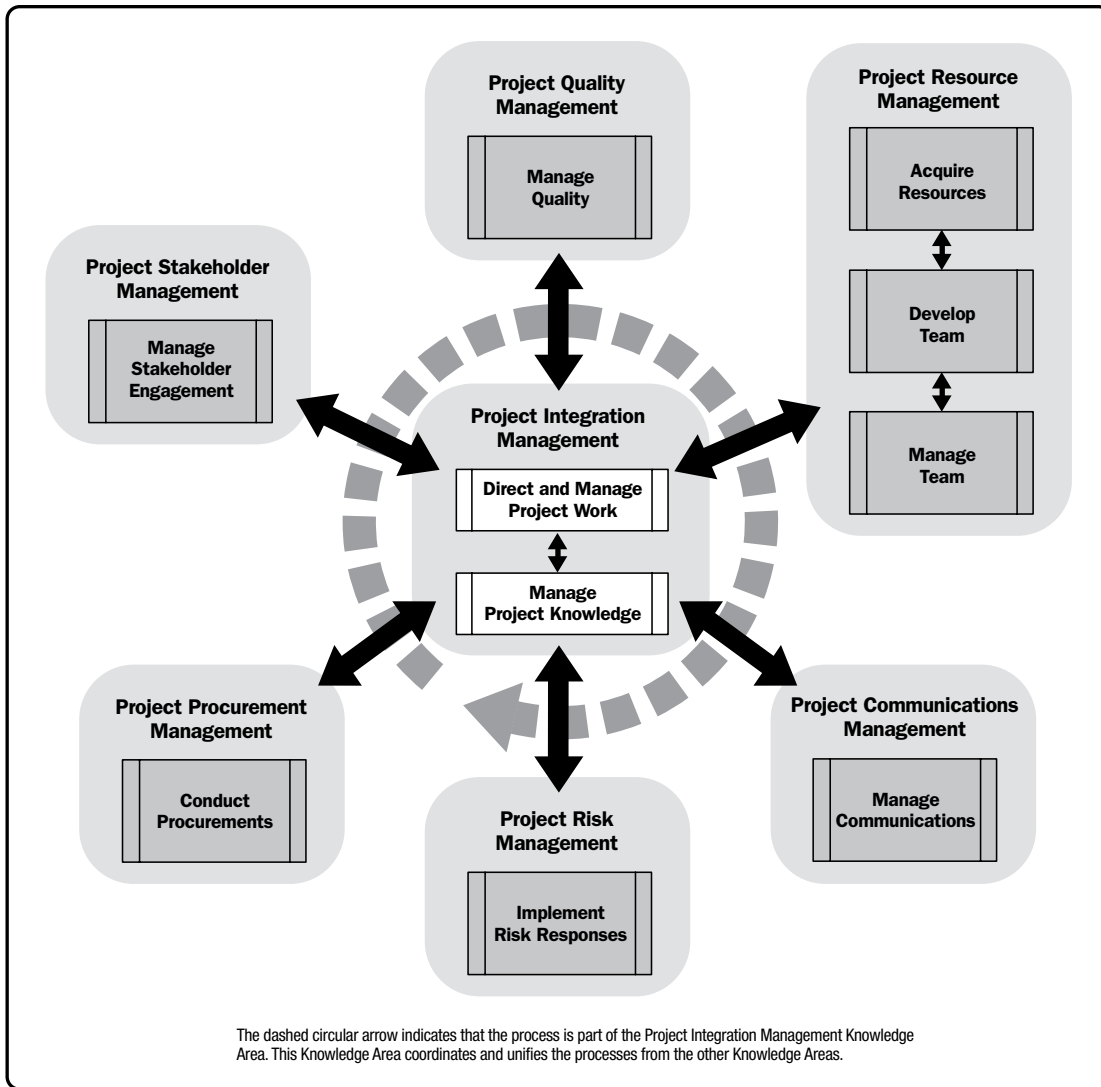 Project Quality
Management
Manage
Quality
Project Resource
Management
Acquire
Resources
Develop
Team
Manage
Team
Project Stakeholder
Management
Manage
Stakeholder
Engagement
Project Integration
Management
Direct and Manage
Project Work
Manage
Project Knowledge
Project Procurement
Management
Conduct
Procurements
Project Risk
Management
Implement
Risk Responses
Project Communications
Management
Manage
Communications
The dashed circular arrow indicates that the process is part of the Project Integration Management Knowledge
Area. This Knowledge Area coordinates and unifies the processes from the other Knowledge Areas.